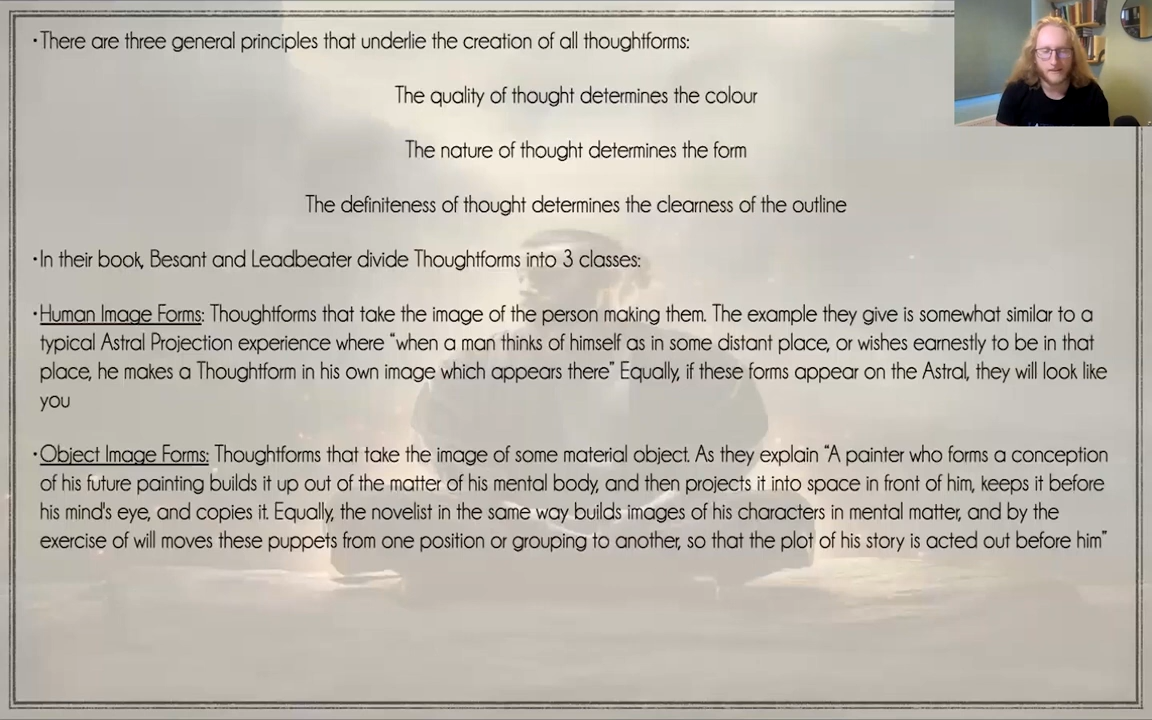 ·There are three general principles that underlie the creation of all thoughtforms:
The quality of thought determines the colour
The nature of thought determines the form
The definiteness of thought determines the clearness of the outline
·In their book, Besant and Leadbeater divide Thoughtforms into 3 classes:
·Human Image Forms: Thoughtforms that take the image of the person making them. The example they give is somewhat similar to a
typical Astral Projection experience where “when a man thinks of himself as in some distant place, or wishes earnestly to be in that
place, he makes a Thoughtform in his own image which appears there” Equally, if these forms appear on the Astral, they will look like
you
·Object Image Forms: Thoughtforms that take the image of some material object. As they explain “A painter who forms a conception
of his future painting builds it up out of the matter of his mental body, and then projects it into space in front of him, keeps it before
his mind's eye, and copies it. Equally, the novelist in the same way builds images of his characters in mental matter, and by the
exercise of will moves these puppets from one position or grouping to another, so that the plot of his story is acted out before him”